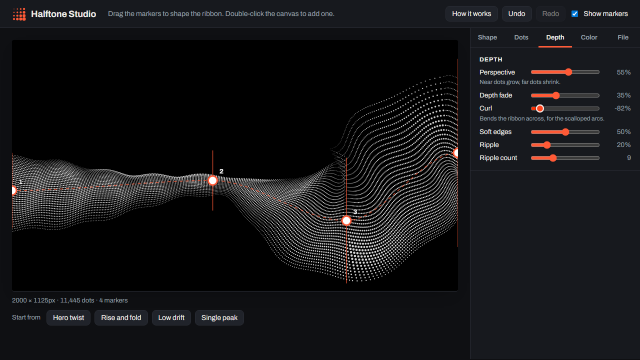 Halftone Studio
Drag the markers to shape the ribbon. Double-click the canvas to add one.
How it works
Undo
Redo
Show markers
Shape
Dots
Depth
Color
File
DEPTH
Perspective 55%
Near dots grow, far dots shrink.
Depth fade 35%
Curl -82%
Bends the ribbon across, for the scalloped arcs.
Soft edges 50%
Ripple 20%
Ripple count 9
1
2
3
2000 × 1125px · 11,445 dots · 4 markers
Start from
Hero twist
Rise and fold
Low drift
Single peak